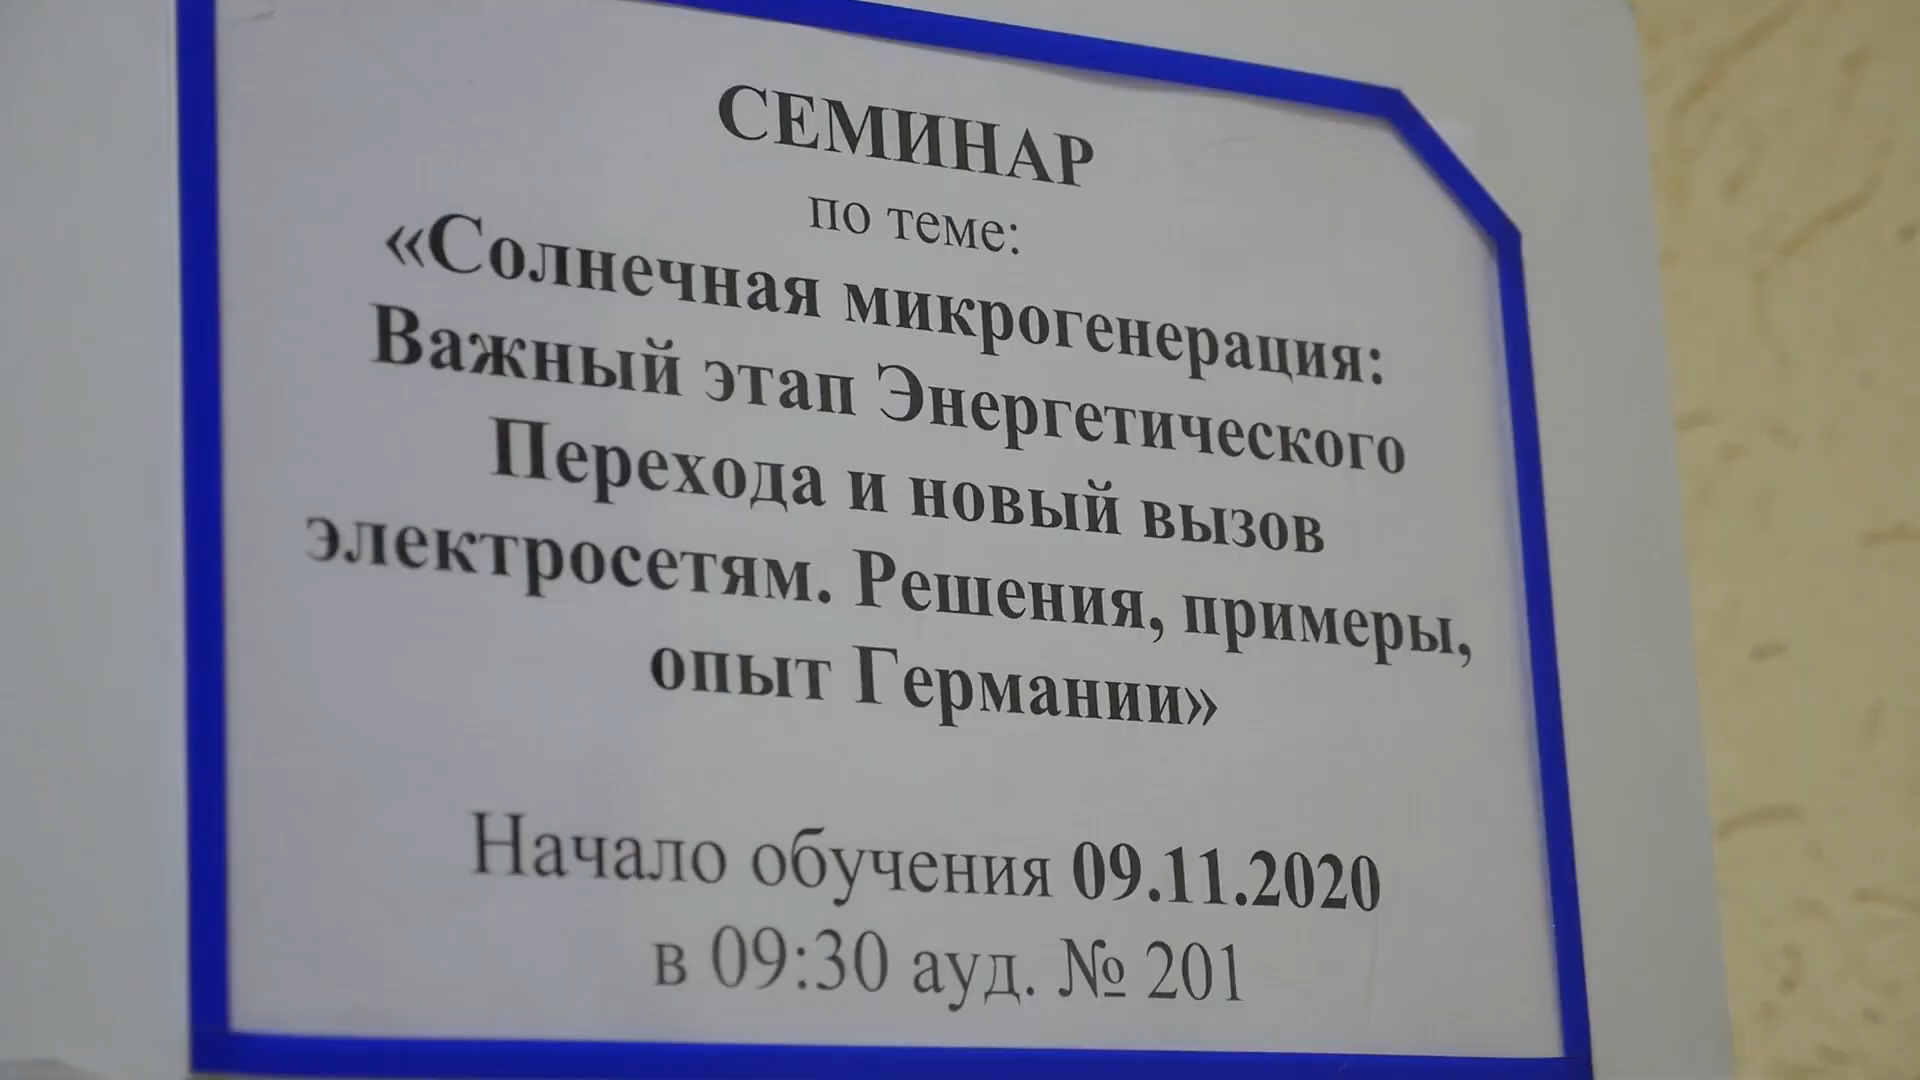 СЕМИНАР
по теме:
«Солнечная микрогенерация:
Важный этап Энергетического
Перехода и новый вызов
электросетям. Решения, примеры,
опыт Германии»
Начало обучения 09.11.2020
в 09:30 ауд. № 201